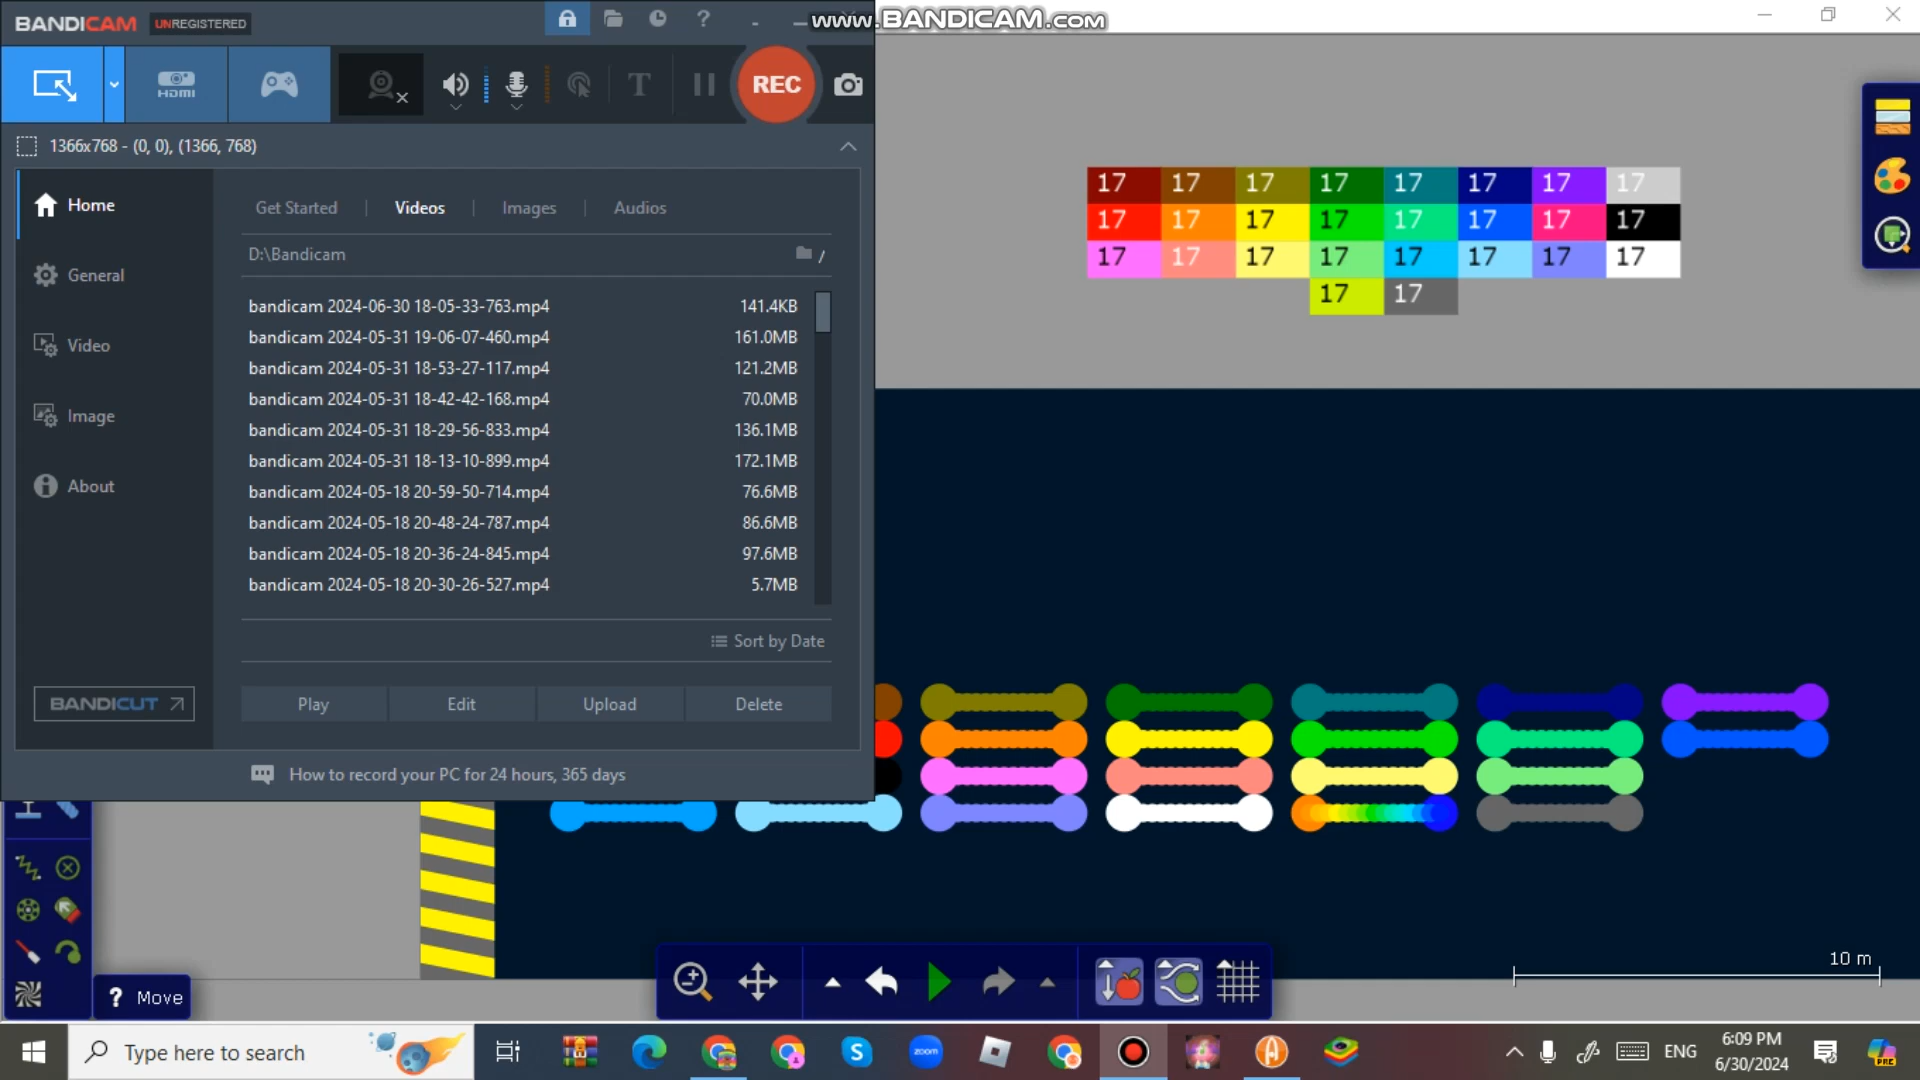 BANDICAM UNREGISTERED
www.BANDICAM.com
HDMI
T
REC
1366x768 - (0, 0), (1366, 768)
Home
General
Video
Image
About
BANDICUT
Get Started | Videos | Images | Audios
D:\Bandicam
/
bandicam 2024-06-30 18-05-33-763.mp4 141.4KB
bandicam 2024-05-31 19-06-07-460.mp4 161.0MB
bandicam 2024-05-31 18-53-27-117.mp4 121.2MB
bandicam 2024-05-31 18-42-42-168.mp4 70.0MB
bandicam 2024-05-31 18-29-56-833.mp4 136.1MB
bandicam 2024-05-31 18-13-10-899.mp4 172.1MB
bandicam 2024-05-18 20-59-50-714.mp4 76.6MB
bandicam 2024-05-18 20-48-24-787.mp4 86.6MB
bandicam 2024-05-18 20-36-24-845.mp4 97.6MB
bandicam 2024-05-18 20-30-26-527.mp4 5.7MB
Sort by Date
Play Edit Upload Delete
How to record your PC for 24 hours, 365 days
17 17 17 17 17 17 17 17
17 17 17 17 17 17 17 17
17 17 17 17 17 17 17 17
17 17
10 m
? Move
Type here to search
zoom
ENG
6:09 PM
6/30/2024
PRE